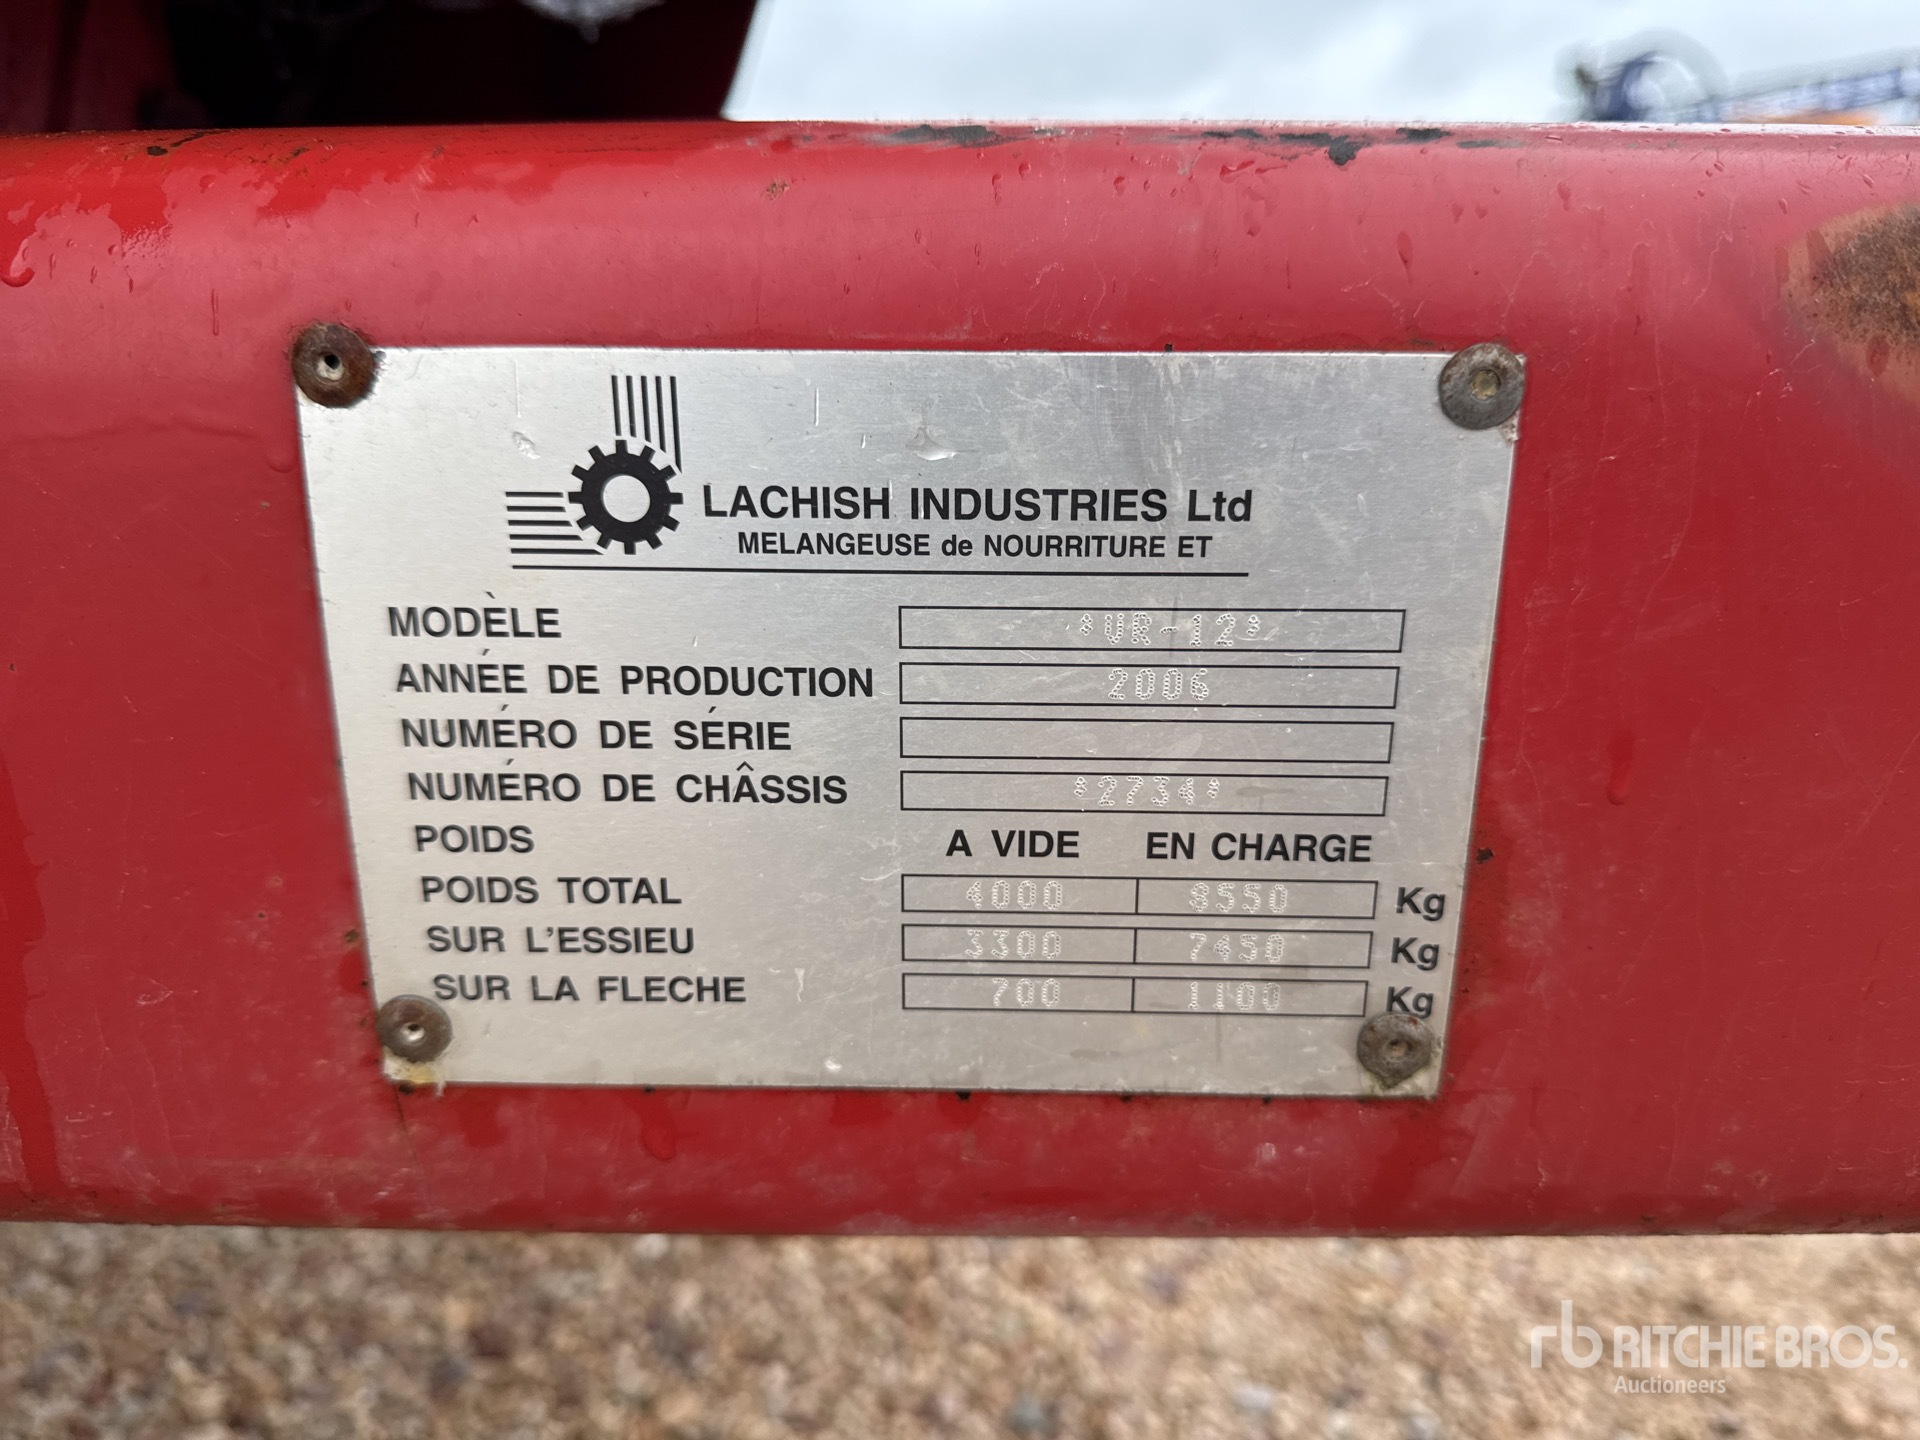 LACHISH INDUSTRIES Ltd
MELANGEUSE de NOURRITURE ET
MODÈLE *VR-12*
ANNÉE DE PRODUCTION 2006
NUMÉRO DE SÉRIE
NUMÉRO DE CHÂSSIS *2734*
POIDS A VIDE EN CHARGE
POIDS TOTAL 4000 8550 Kg
SUR L'ESSIEU 3300 7450 Kg
SUR LA FLECHE 700 1100 Kg
rb RITCHIE BROS.
Auctioneers